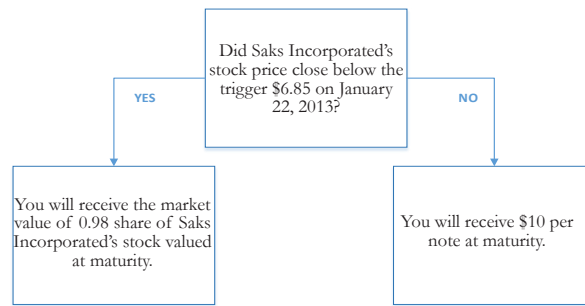 Did Saks Incorporated's
stock price close below the
trigger $6.85 on January
22, 2013?
YES
NO
You will receive the market
value of 0.98 share of Saks
Incorporated's stock valued
at maturity.
You will receive $10 per
note at maturity.